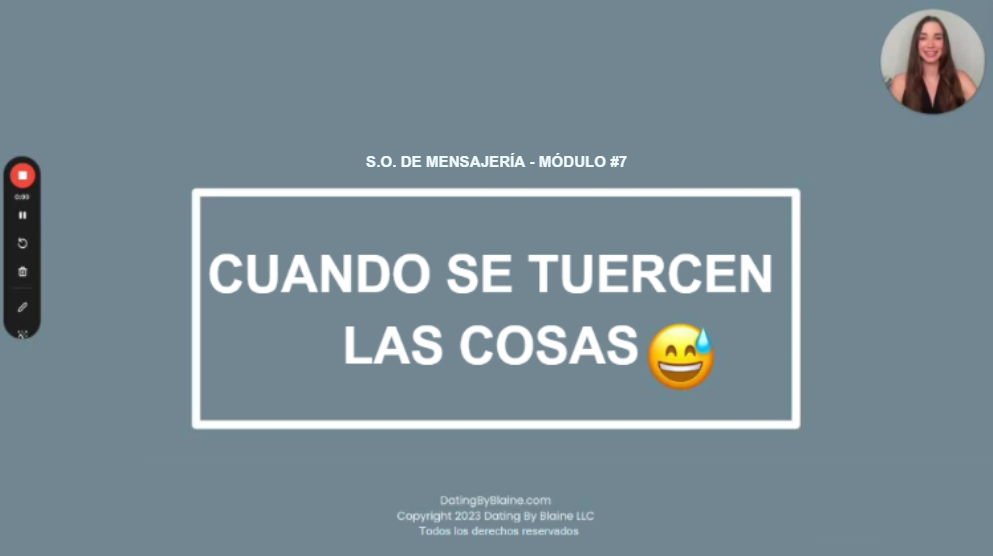 S.O. DE MENSAJERÍA - MÓDULO #7
0:00
CUANDO SE TUERCEN
LAS COSAS😅
DatingByBlaine.com
Copyright 2023 Dating By Blaine LLC
Todos los derechos reservados